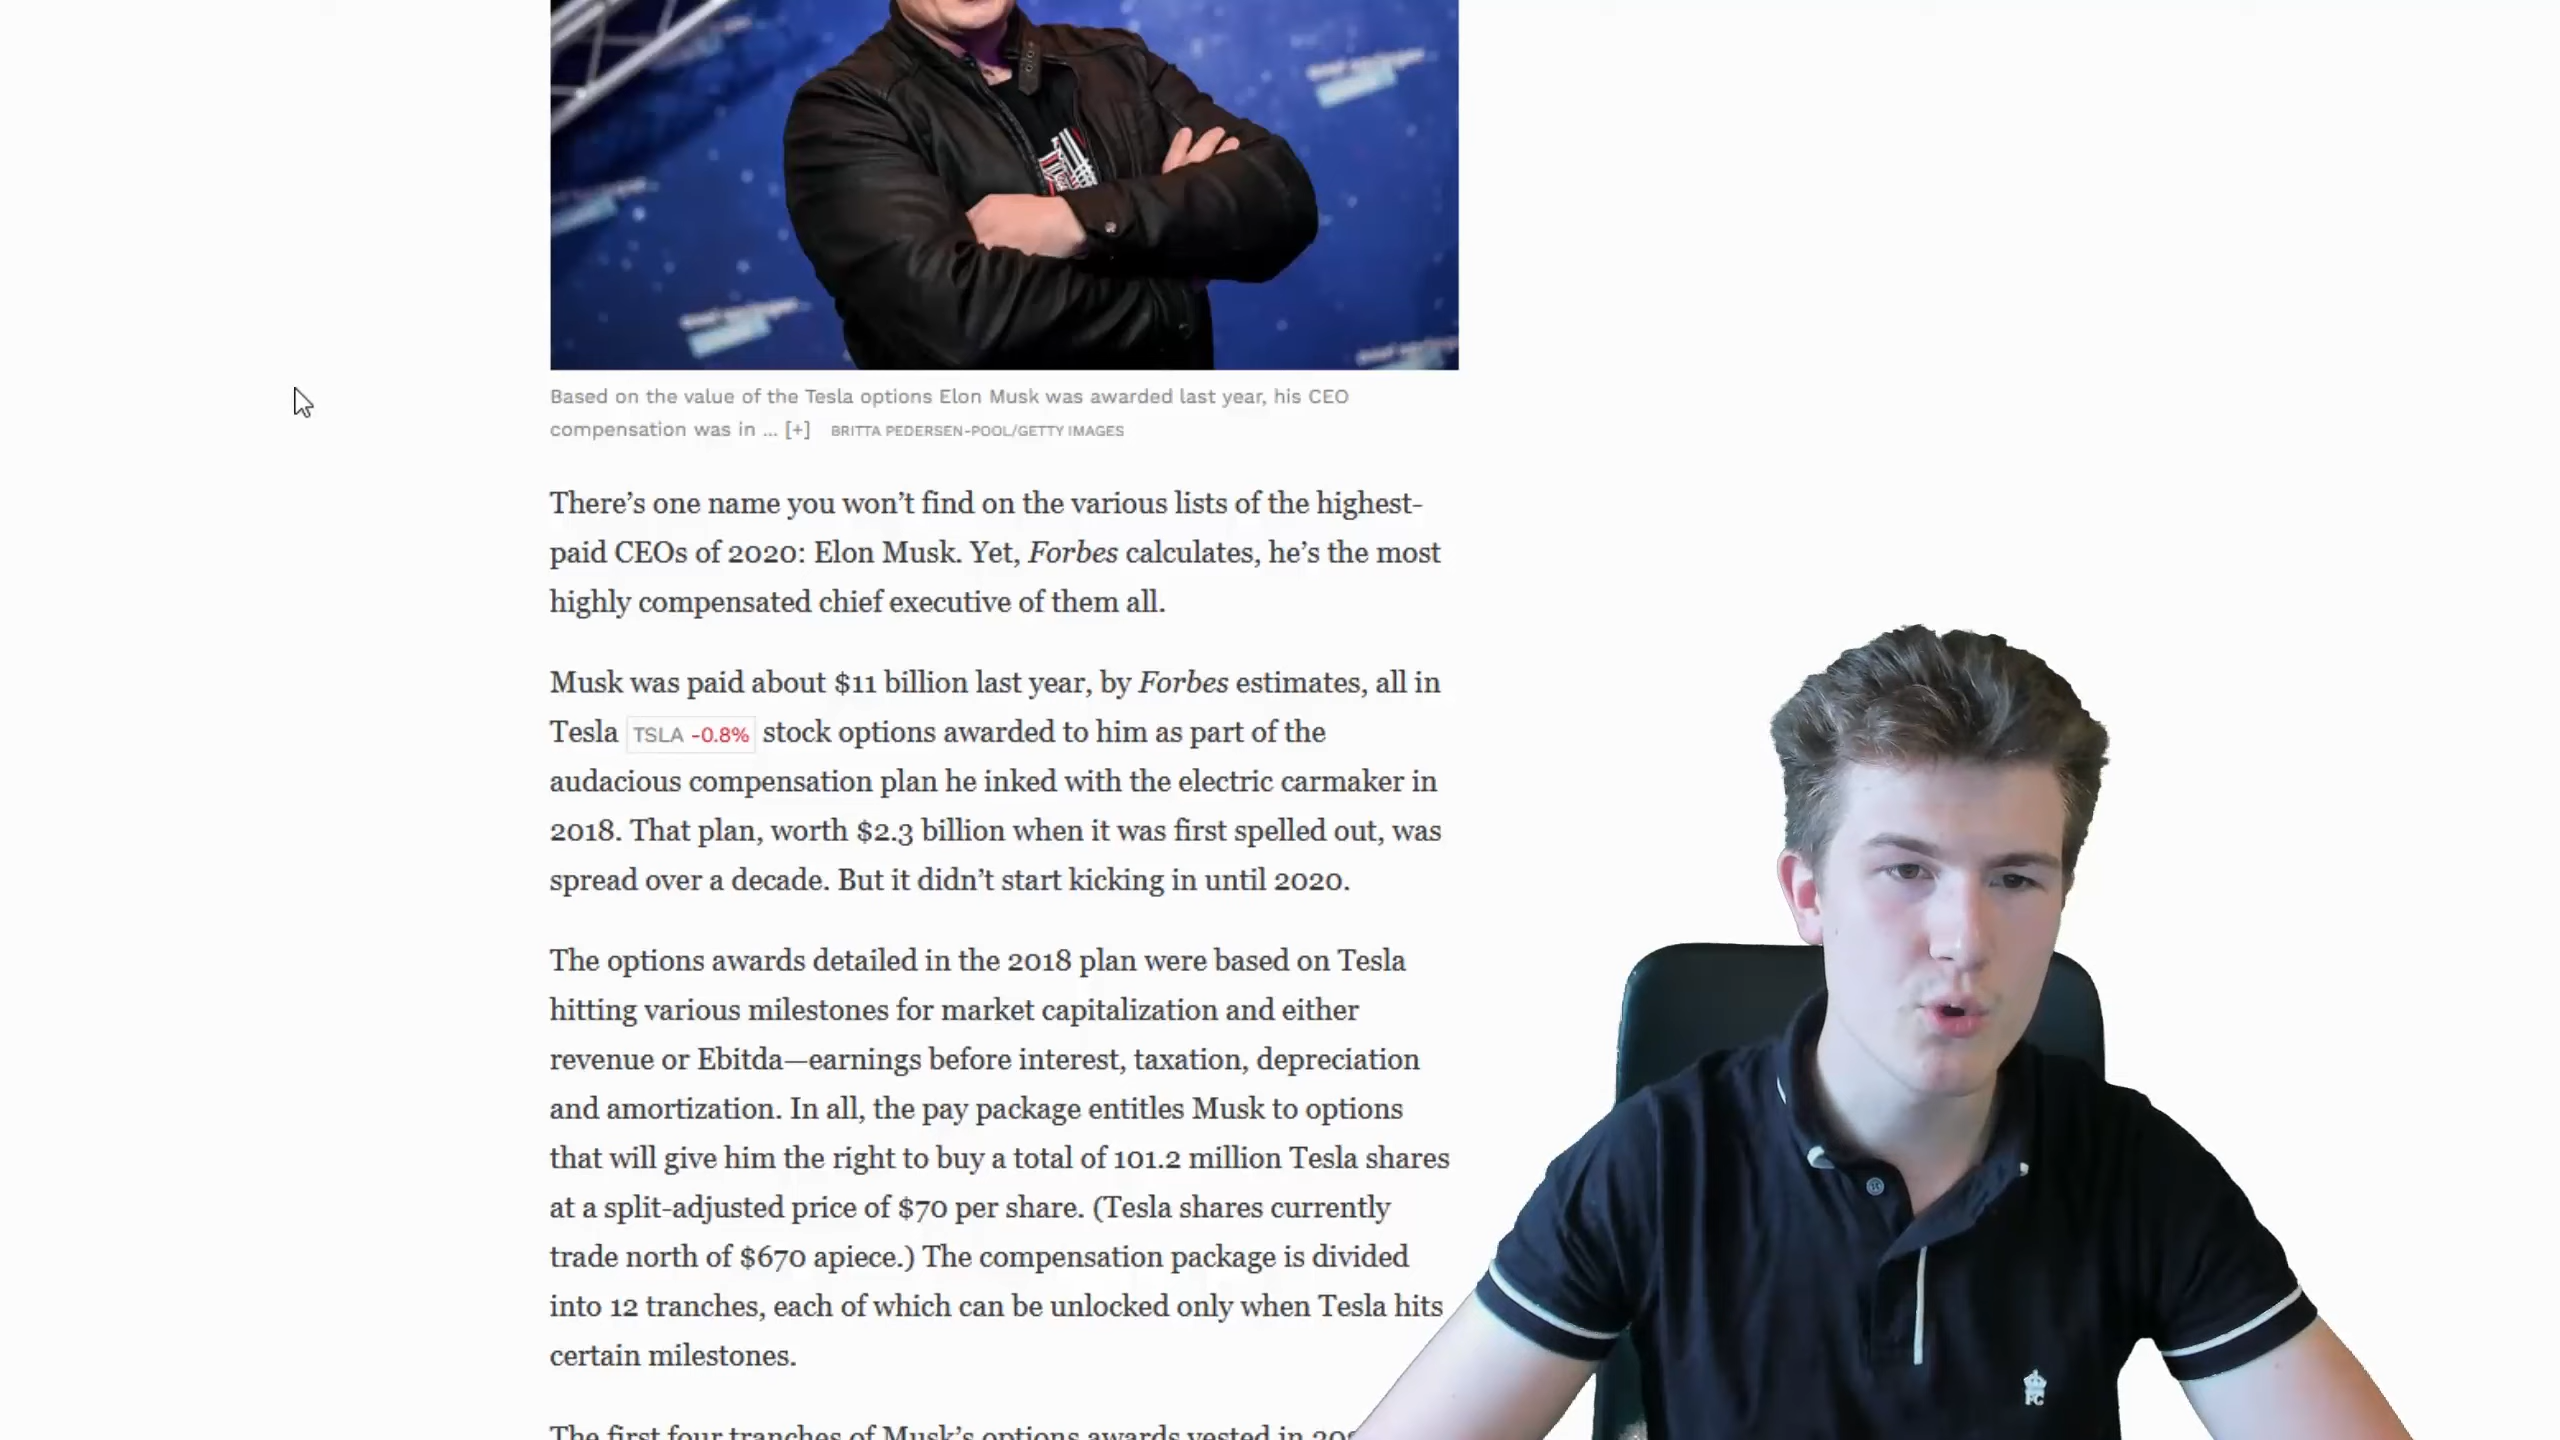 Based on the value of the Tesla options Elon Musk was awarded last year, his CEO
compensation was in ... [+] BRITTA PEDERSEN-POOL/GETTY IMAGES
There’s one name you won’t find on the various lists of the highest-
paid CEOs of 2020: Elon Musk. Yet, Forbes calculates, he’s the most
highly compensated chief executive of them all.
Musk was paid about $11 billion last year, by Forbes estimates, all in
Tesla TSLA -0.8% stock options awarded to him as part of the
audacious compensation plan he inked with the electric carmaker in
2018. That plan, worth $2.3 billion when it was first spelled out, was
spread over a decade. But it didn’t start kicking in until 2020.
The options awards detailed in the 2018 plan were based on Tesla
hitting various milestones for market capitalization and either
revenue or Ebitda—earnings before interest, taxation, depreciation
and amortization. In all, the pay package entitles Musk to options
that will give him the right to buy a total of 101.2 million Tesla shares
at a split-adjusted price of $70 per share. (Tesla shares currently
trade north of $670 apiece.) The compensation package is divided
into 12 tranches, each of which can be unlocked only when Tesla hits
certain milestones.
The first four tranches of Musk’s options awards vested in
FC